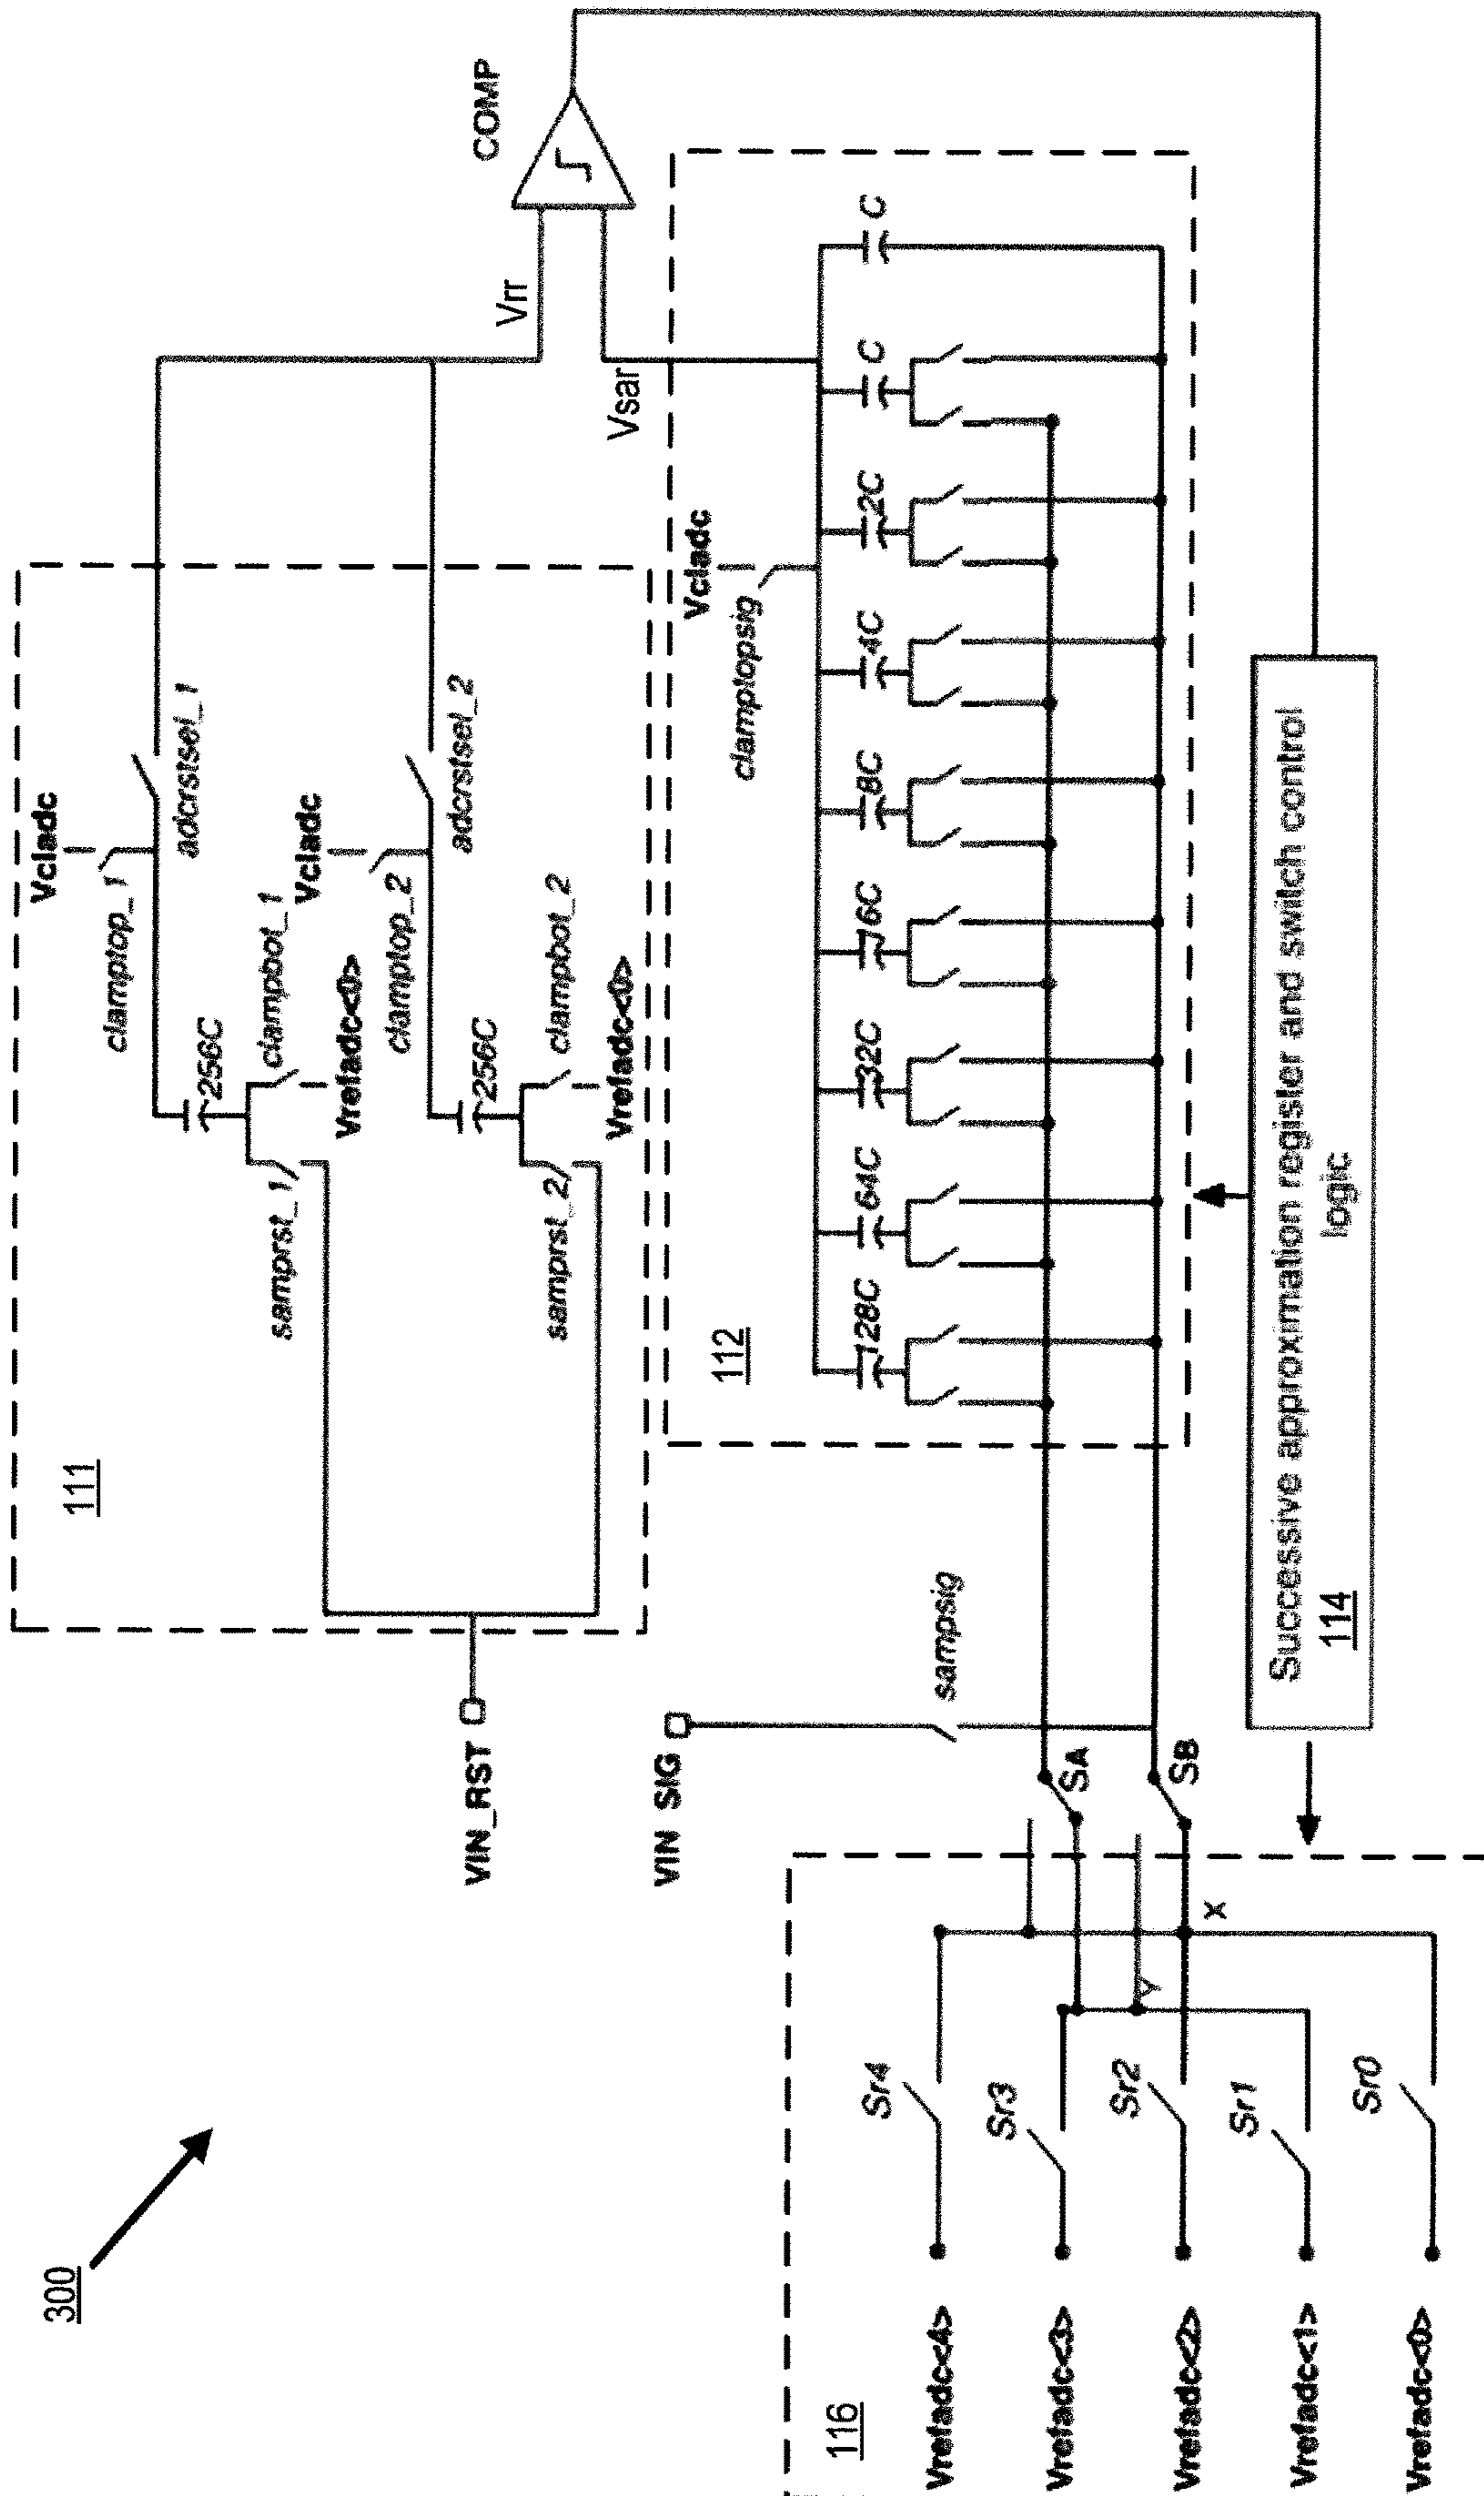 300
111
Vcladc
clamptop_1
adcrstsel_1
256C
clampbot_1
samprst_1
Vrefadc<0>
Vcladc
clamptop_2
adcrstsel_2
256C
clampbot_2
samprst_2
Vrefadc<0>
VIN_RST
Vrr
COMP
Vsar
VIN SIG
sampsig
112
Vcladc
clamptopsig
128C
64C
32C
16C
8C
4C
2C
C
C
SA
SB
116
Sr4
Sr3
Sr2
Sr1
Sr0
Y
X
Vrefadc<4>
Vrefadc<3>
Vrefadc<2>
Vrefadc<1>
Vrefadc<0>
Successive approximation register and switch control
logic
114